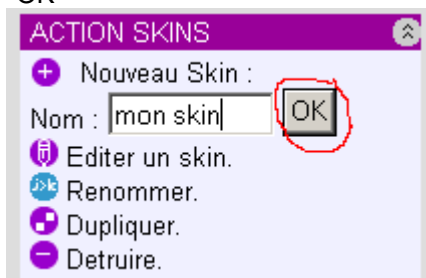 OK
ACTION SKINS
Nouveau Skin :
Nom : mon skin OK
Editer un skin.
Renommer.
Dupliquer.
Detruire.